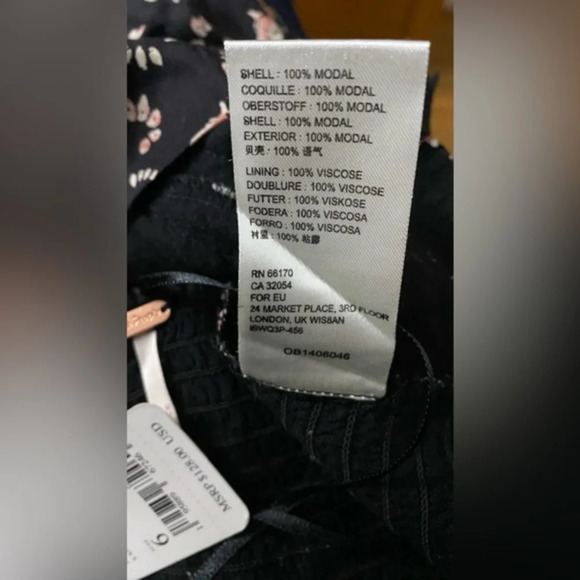 SHELL : 100% MODAL
COQUILLE : 100% MODAL
OBERSTOFF : 100% MODAL
SHELL : 100% MODAL
EXTERIOR : 100% MODAL
贝壳 : 100% 语气
LINING : 100% VISCOSE
DOUBLURE : 100% VISCOSE
FUTTER : 100% VISKOSE
FODERA : 100% VISCOSA
FORRO : 100% VISCOSA
衬里 : 100% 粘胶
RN 66170
CA 32054
FOR EU
24 MARKET PLACE, 3RD FLOOR
LONDON, UK WIS8AN
I6WQ3P-456
OB1406046
MSRP $128.00 USD
6